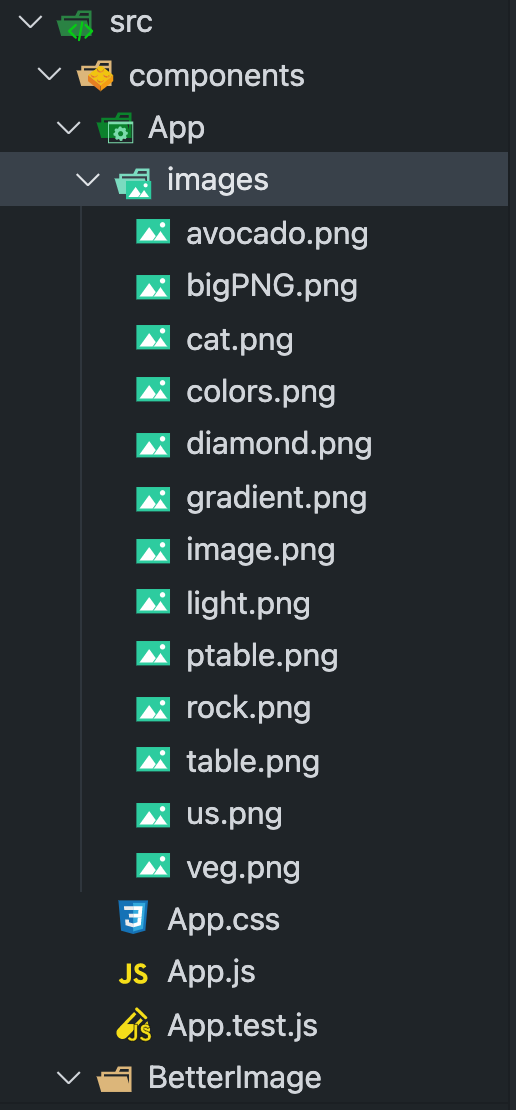 src
components
App
images
avocado.png
bigPNG.png
cat.png
colors.png
diamond.png
gradient.png
image.png
light.png
ptable.png
rock.png
table.png
us.png
veg.png
App.css
JS App.js
App.test.js
BetterImage